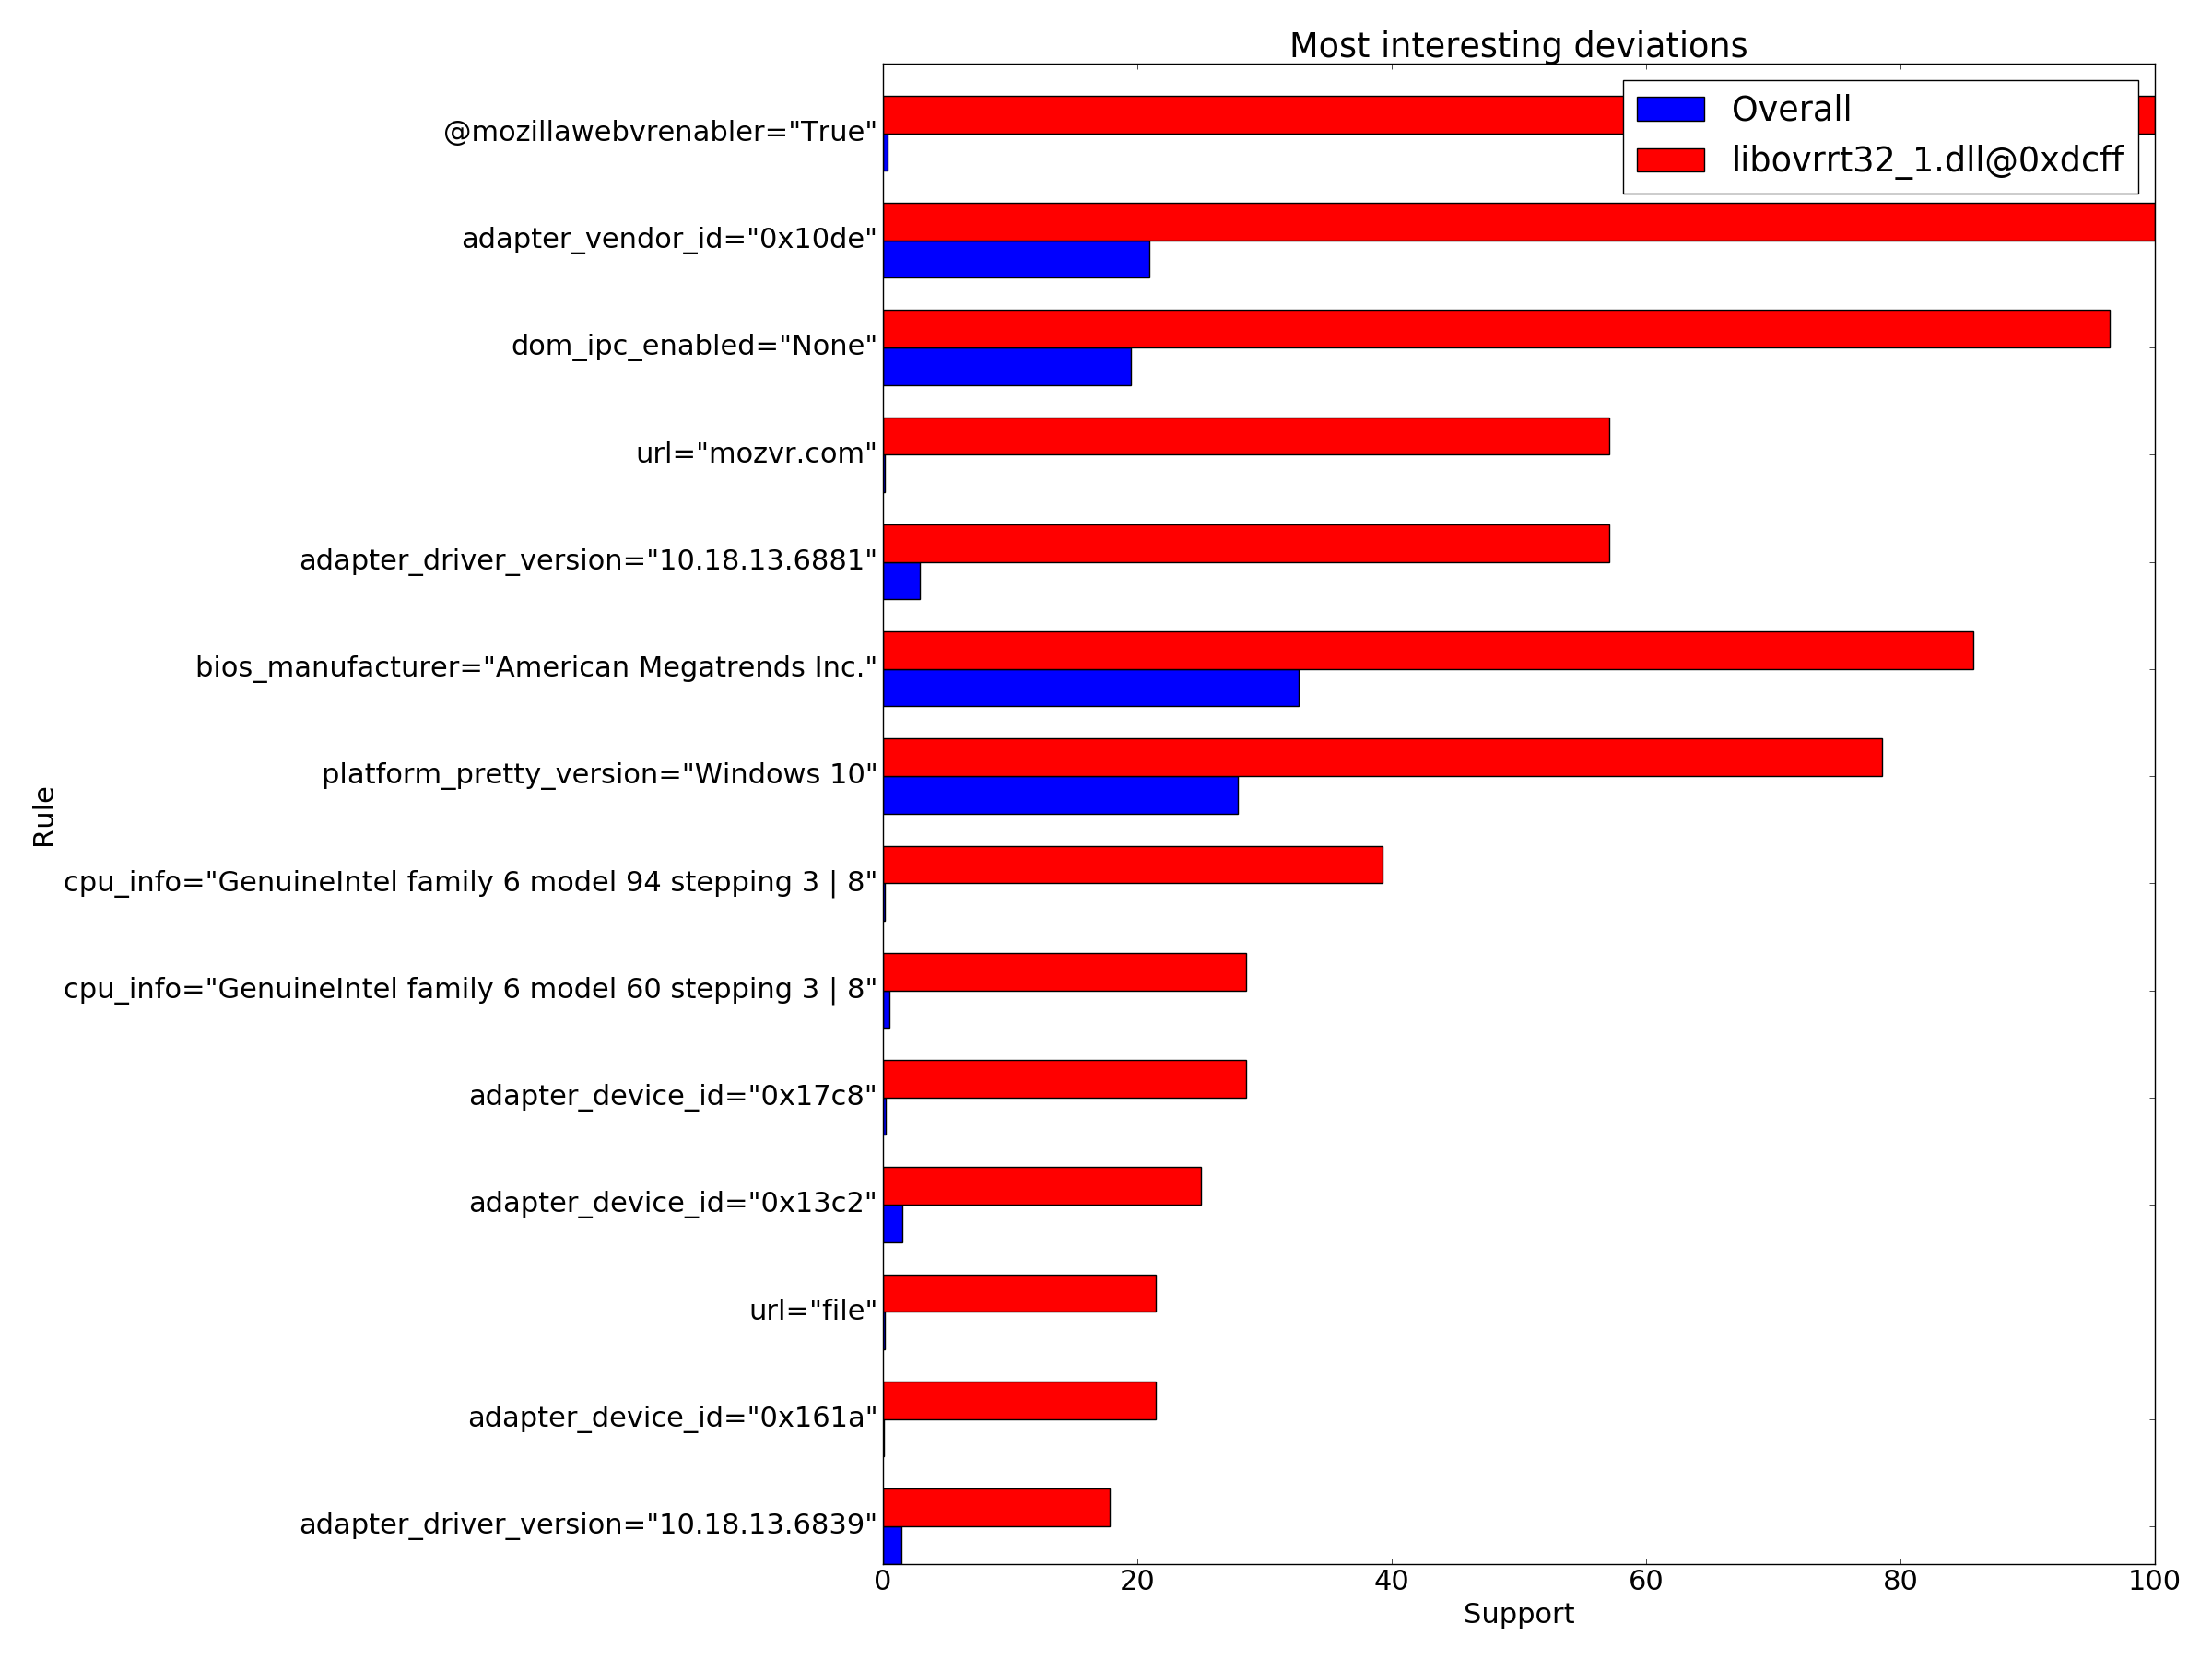 Most interesting deviations
Overall
libovrrt32_1.dll@0xdcff
@mozillawebvrenabler="True"
adapter_vendor_id="0x10de"
dom_ipc_enabled="None"
url="mozvr.com"
adapter_driver_version="10.18.13.6881"
bios_manufacturer="American Megatrends Inc."
platform_pretty_version="Windows 10"
cpu_info="GenuineIntel family 6 model 94 stepping 3 | 8"
cpu_info="GenuineIntel family 6 model 60 stepping 3 | 8"
adapter_device_id="0x17c8"
adapter_device_id="0x13c2"
url="file"
adapter_device_id="0x161a"
adapter_driver_version="10.18.13.6839"
Rule
0 20 40 60 80 100
Support